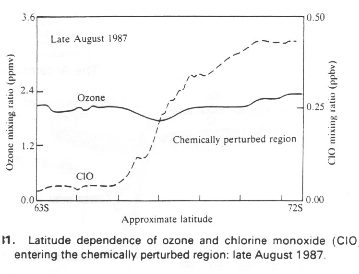 3.6
2.4
1.2
0.0
Ozone mixing ratio (ppmv)
Late August 1987
Ozone
Chemically perturbed region
ClO
0.50
0.25
0.00
ClO mixing ratio (ppbv)
63S
72S
Approximate latitude
I1. Latitude dependence of ozone and chlorine monoxide (ClO)
entering the chemically perturbed region: late August 1987.